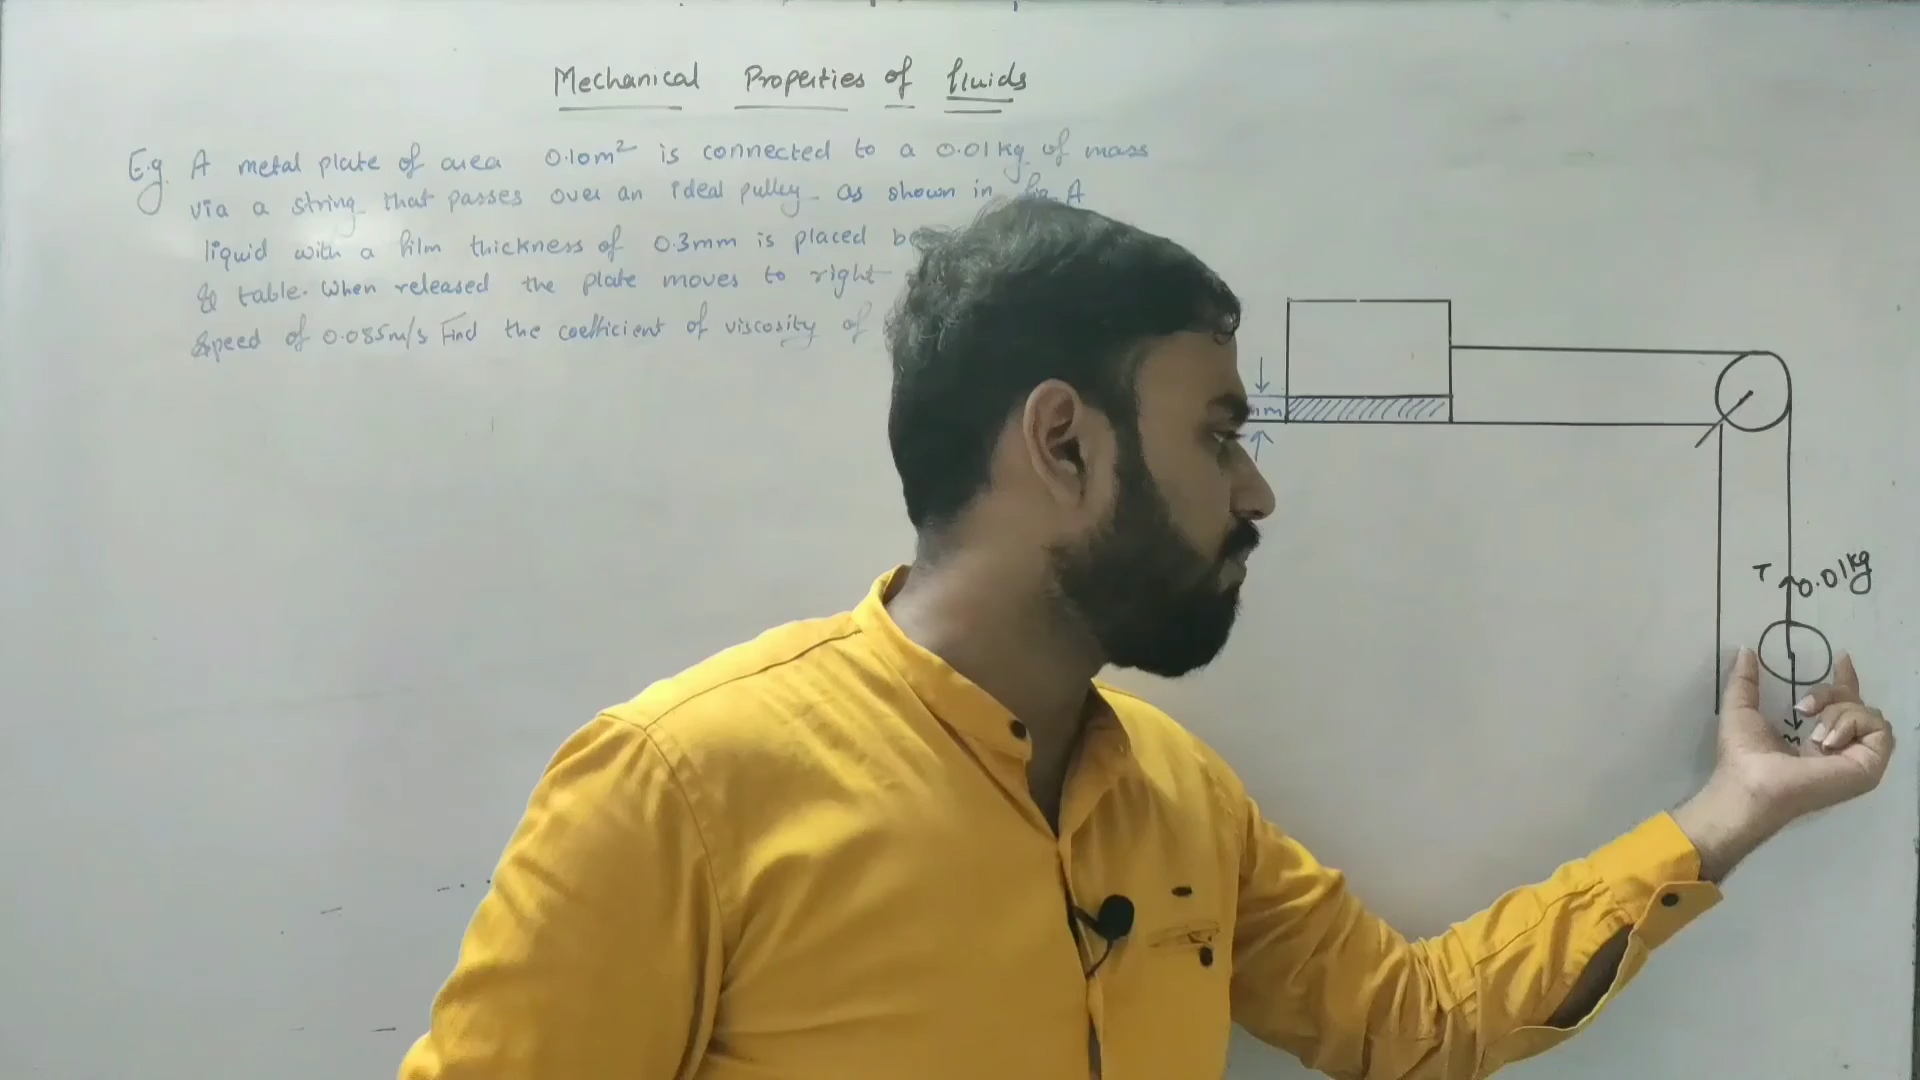 Mechanical Properties of fluids
E.g. A metal plate of area 0.10m² is connected to a 0.01kg of mass
via a string that passes over an ideal pulley as shown in fig. A
liquid with a film thickness of 0.3mm is placed
& table. When released the plate moves to right
speed of 0.085m/s Find the coefficient of viscosity of
mm
T 0.01kg